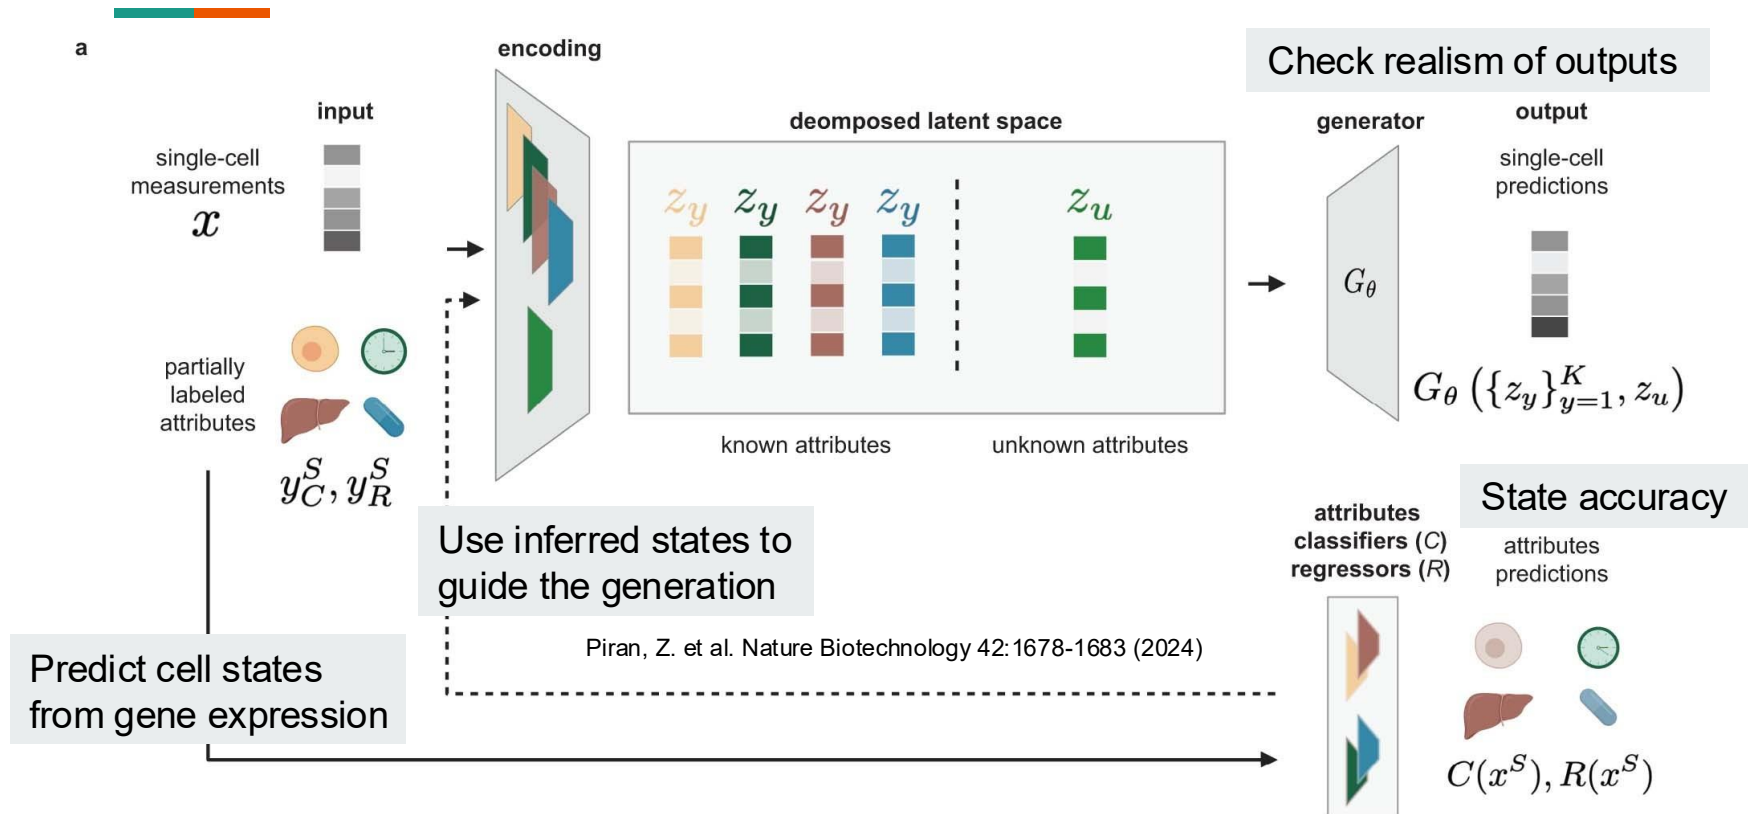 a
encoding
Check realism of outputs
input
deomposed latent space
generator
output
single-cell
measurements
x
single-cell
predictions
z_y z_y z_y z_y z_u
G_θ
partially
labeled
attributes
G_θ ({z_y}_{y=1}^K, z_u)
known attributes
unknown attributes
y_C^S, y_R^S
State accuracy
Use inferred states to
guide the generation
attributes
classifiers (C)
regressors (R)
attributes
predictions
Piran, Z. et al. Nature Biotechnology 42:1678-1683 (2024)
Predict cell states
from gene expression
C(x^S), R(x^S)